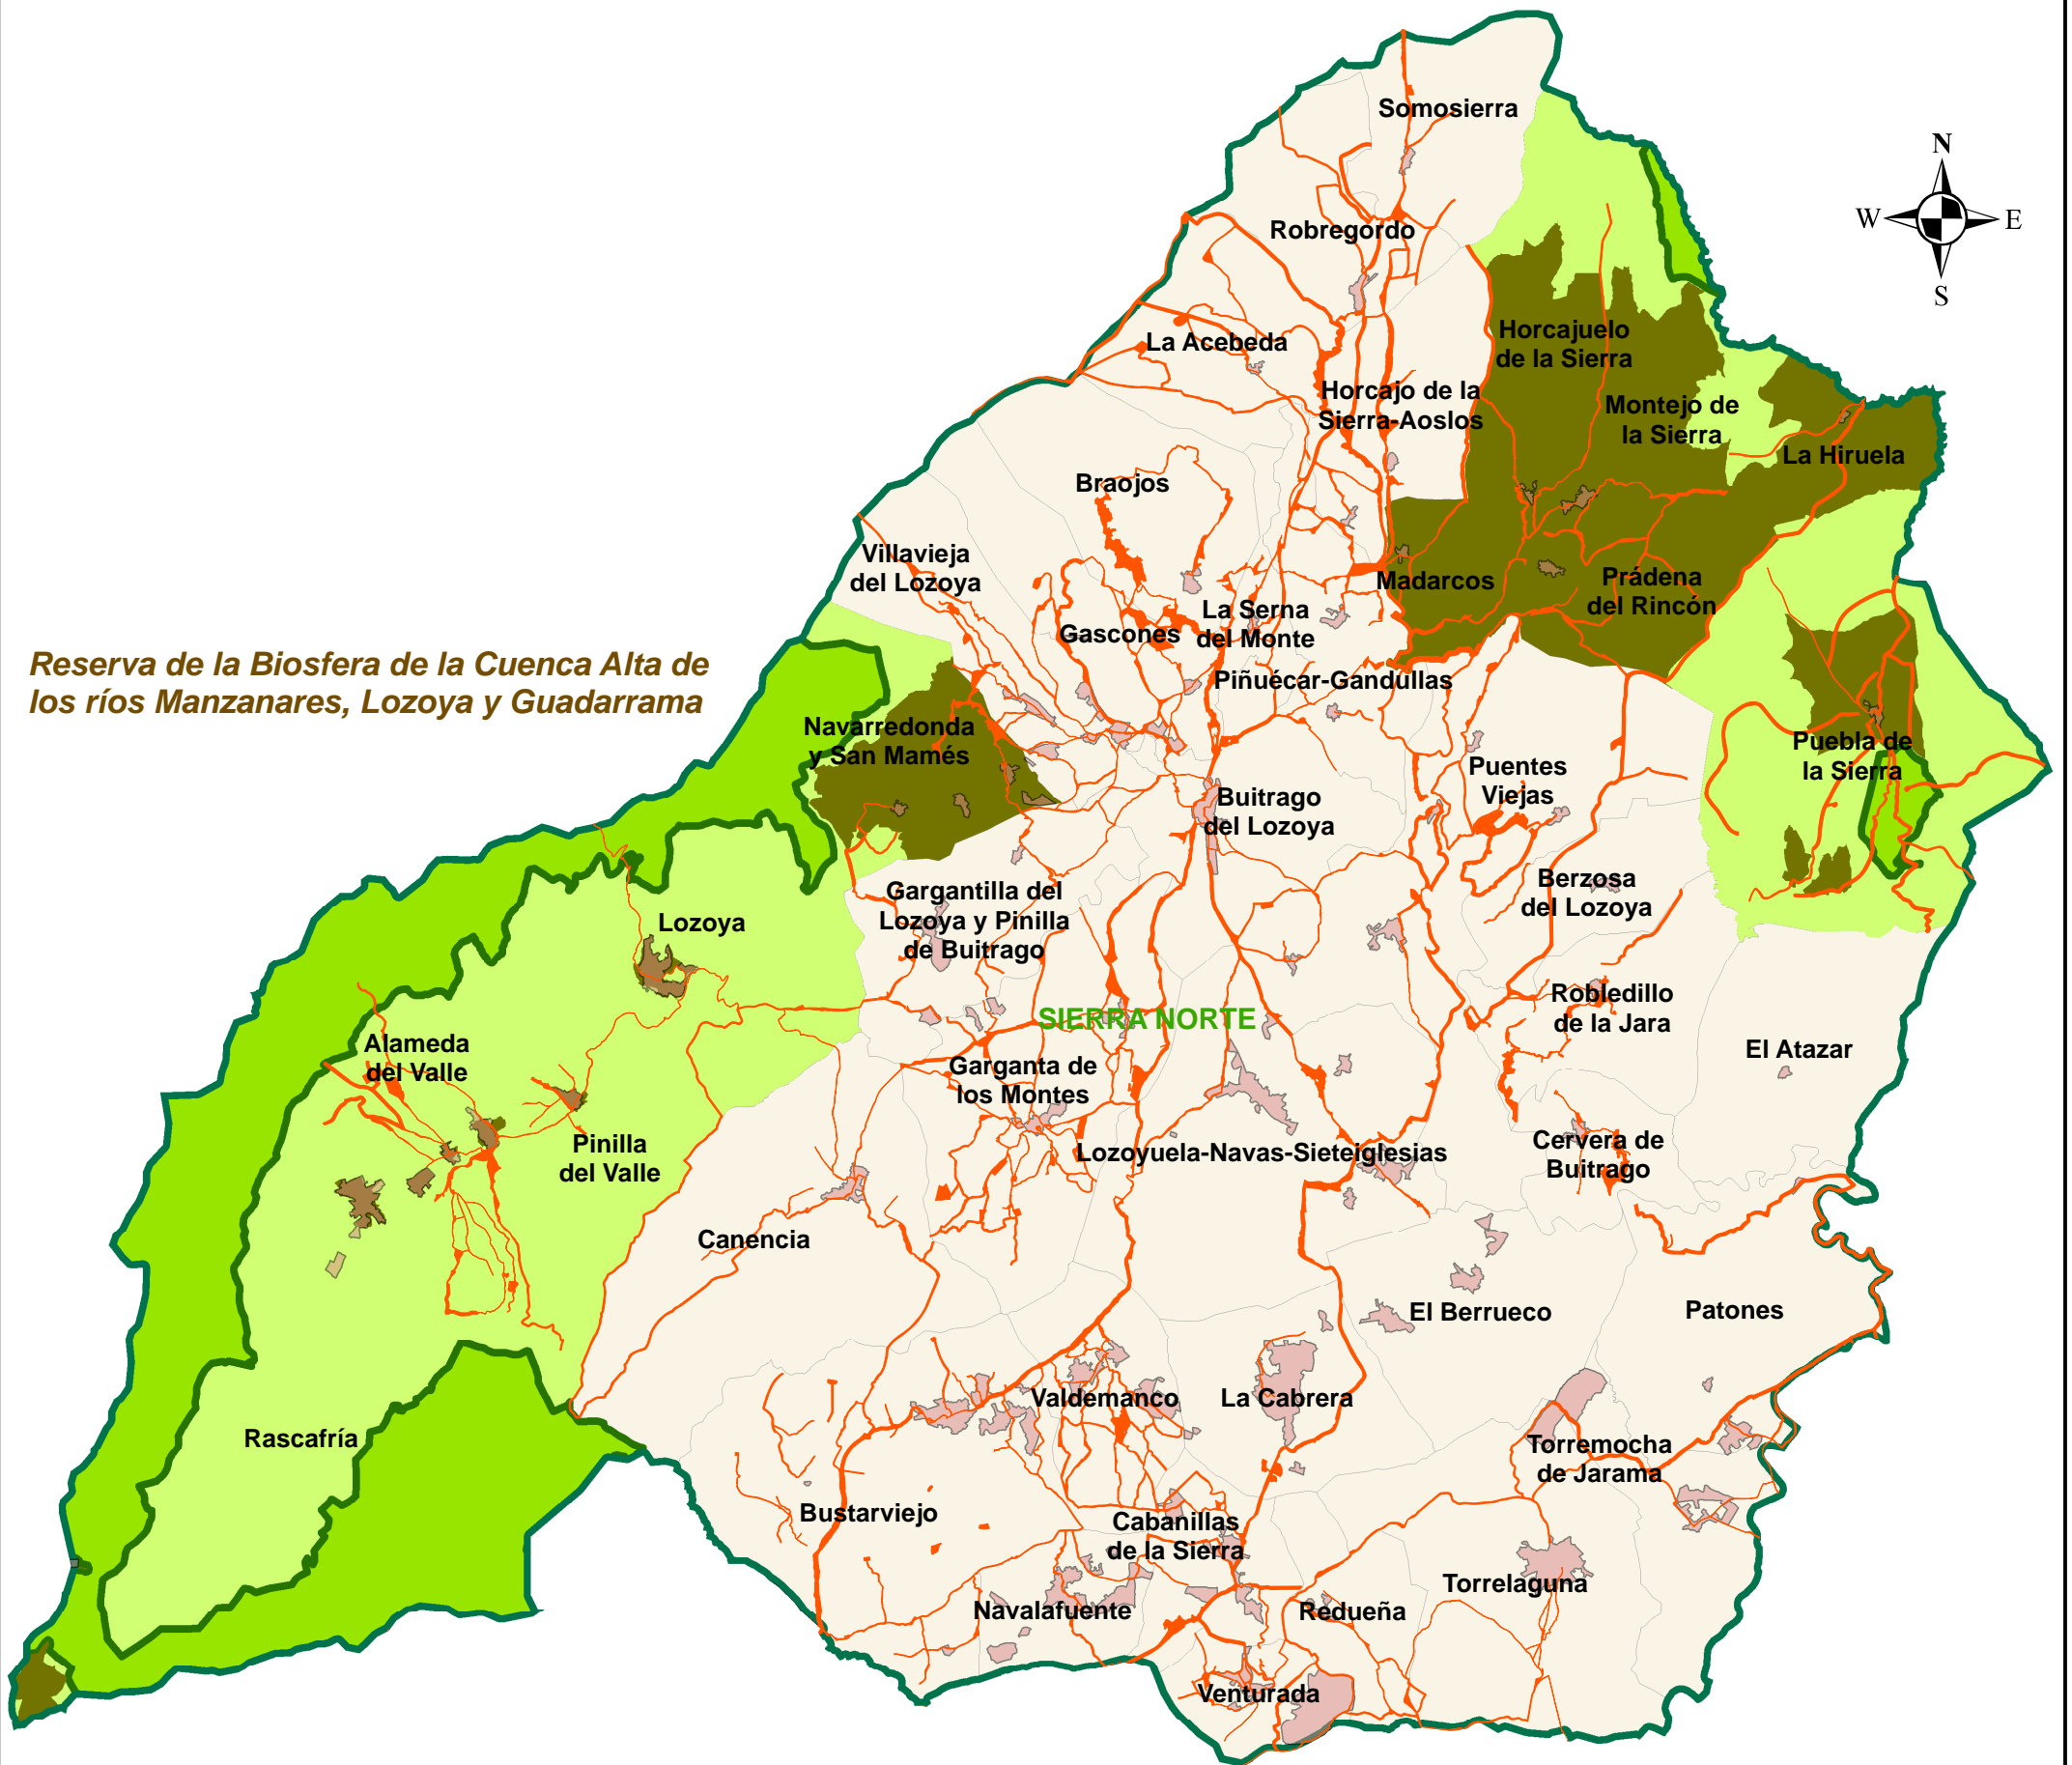 Somosierra
N
W
E
S
Robregordo
La Acebeda
Horcajuelo
de la Sierra
Horcajo de la
Sierra-Aoslos
Montejo de
la Sierra
La Hiruela
Braojos
Villavieja
del Lozoya
Madarcos
Prádena
del Rincón
La Serna
del Monte
Gascones
Reserva de la Biosfera de la Cuenca Alta de
los ríos Manzanares, Lozoya y Guadarrama
Piñuécar-Gandullas
Navarredonda
y San Mamés
Puebla de
la Sierra
Puentes
Viejas
Buitrago
del Lozoya
Berzosa
del Lozoya
Gargantilla del
Lozoya y Pinilla
de Buitrago
Lozoya
Robledillo
de la Jara
SIERRA NORTE
Alameda
del Valle
El Atazar
Garganta de
los Montes
Pinilla
del Valle
Lozoyuela-Navas-Sieteiglesias
Cervera de
Buitrago
Canencia
El Berrueco
Patones
Valdemanco
La Cabrera
Rascafría
Torremocha
de Jarama
Bustarviejo
Cabanillas
de la Sierra
Torrelaguna
Navalafuente
Redueña
Venturada